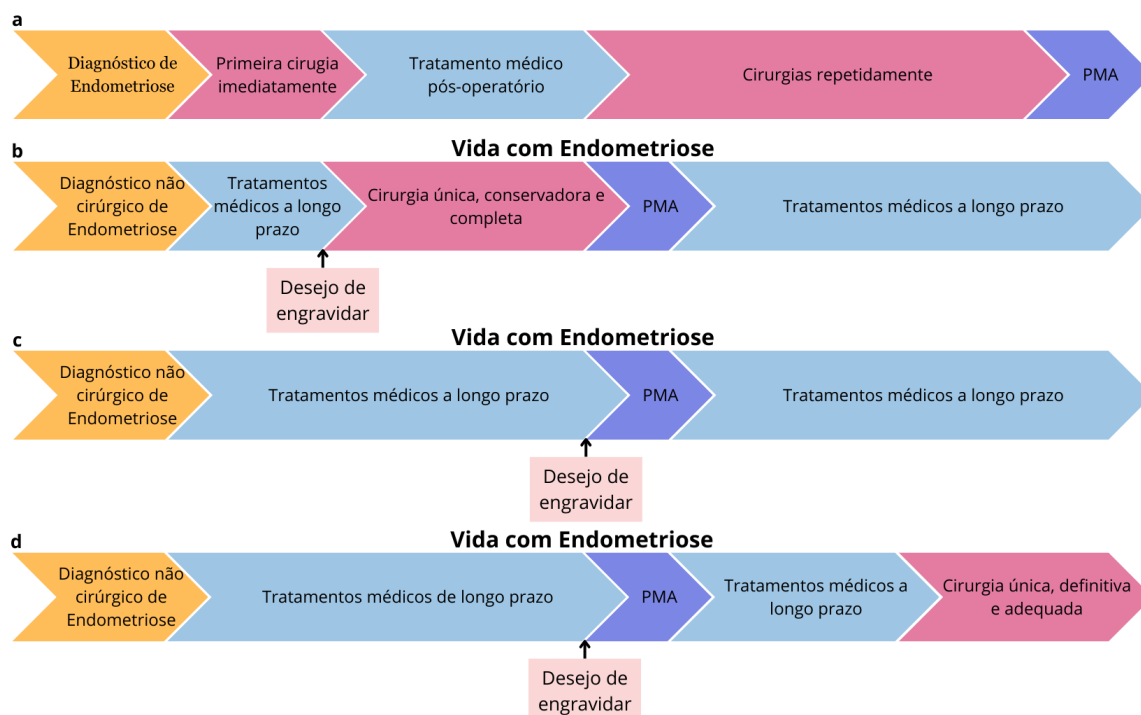 a
Diagnóstico de
Endometriose
Primeira cirugia
imediatamente
Tratamento médico
pós-operatório
Cirurgias repetidamente
PMA
b
Vida com Endometriose
Diagnóstico não
cirúrgico de
Endometriose
Tratamentos
médicos a longo
prazo
Cirurgia única, conservadora e
completa
PMA
Tratamentos médicos a longo prazo
Desejo de
engravidar
c
Vida com Endometriose
Diagnóstico não
cirúrgico de
Endometriose
Tratamentos médicos a longo prazo
PMA
Tratamentos médicos a longo prazo
Desejo de
engravidar
d
Vida com Endometriose
Diagnóstico não
cirúrgico de
Endometriose
Tratamentos médicos de longo prazo
PMA
Tratamentos médicos a
longo prazo
Cirurgia única, definitiva
e adequada
Desejo de
engravidar